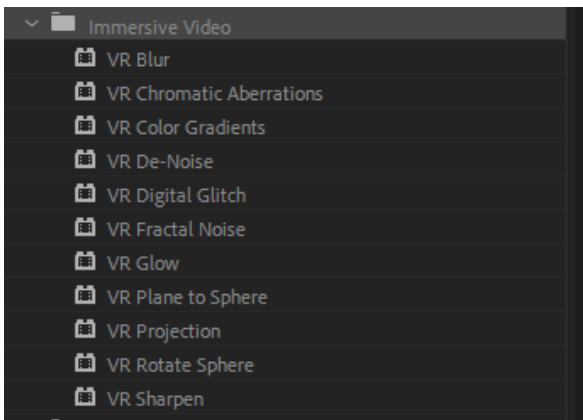 Immersive Video
VR Blur
VR Chromatic Aberrations
VR Color Gradients
VR De-Noise
VR Digital Glitch
VR Fractal Noise
VR Glow
VR Plane to Sphere
VR Projection
VR Rotate Sphere
VR Sharpen